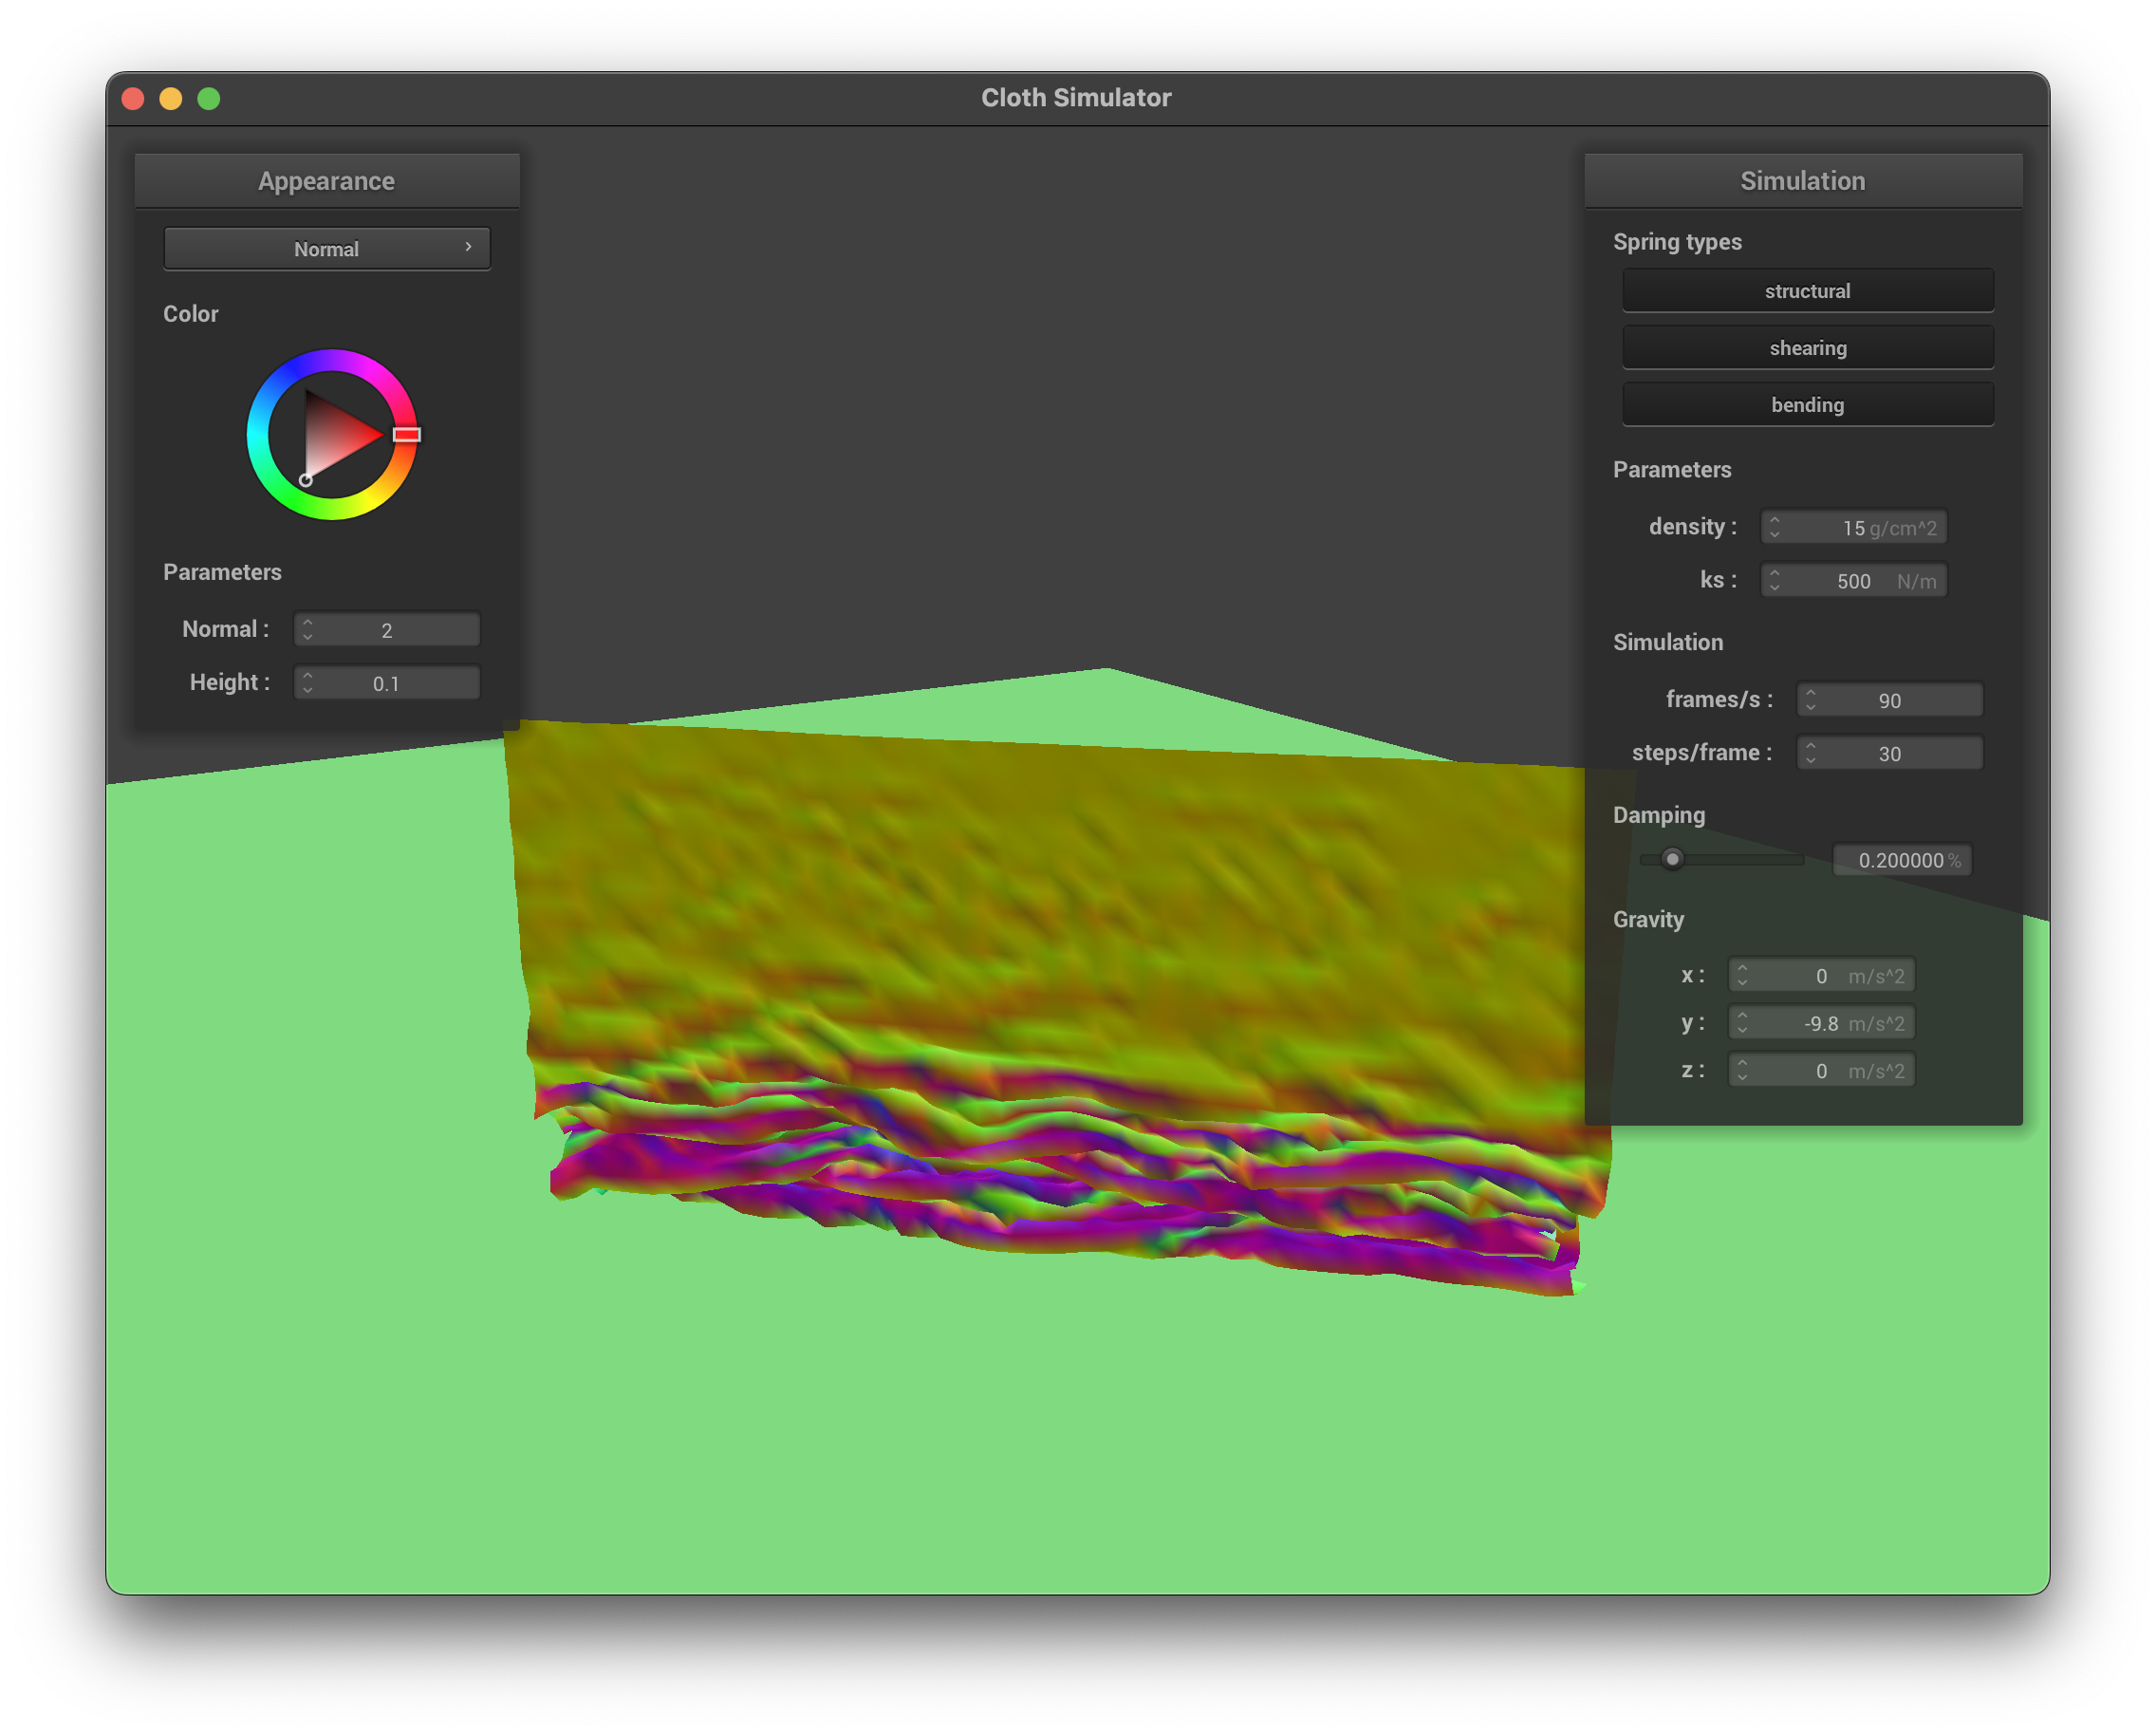 Cloth Simulator
Appearance
Normal
Color
Parameters
Normal : 2
Height : 0.1
Simulation
Spring types
structural
shearing
bending
Parameters
density : 15 g/cm^2
ks : 500 N/m
Simulation
frames/s : 90
steps/frame : 30
Damping
0.200000 %
Gravity
x : 0 m/s^2
y : -9.8 m/s^2
z : 0 m/s^2